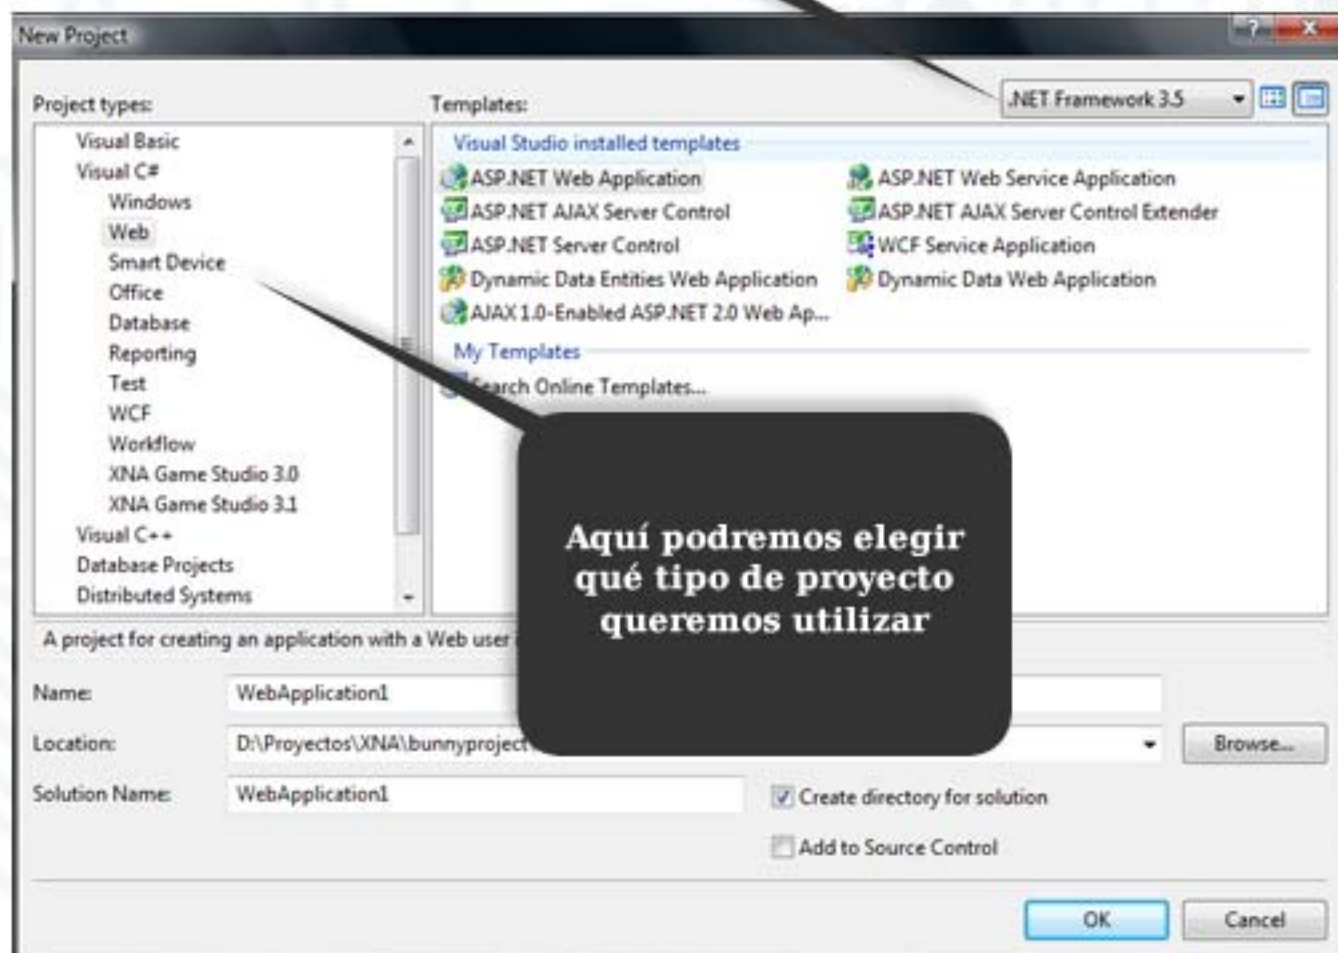 New Project
Project types:
Templates:
.NET Framework 3.5
Visual Basic
Visual C#
Windows
Web
Smart Device
Office
Database
Reporting
Test
WCF
Workflow
XNA Game Studio 3.0
XNA Game Studio 3.1
Visual C++
Database Projects
Distributed Systems
Visual Studio installed templates
ASP.NET Web Application
ASP.NET Web Service Application
ASP.NET AJAX Server Control
ASP.NET AJAX Server Control Extender
ASP.NET Server Control
WCF Service Application
Dynamic Data Entities Web Application
Dynamic Data Web Application
AJAX 1.0-Enabled ASP.NET 2.0 Web Ap...
My Templates
Search Online Templates...
Aquí podremos elegir
qué tipo de proyecto
queremos utilizar
A project for creating an application with a Web user
Name:
WebApplication1
Location:
D:\Proyectos\XNA\bunnyproject
Browse...
Solution Name:
WebApplication1
Create directory for solution
Add to Source Control
OK
Cancel